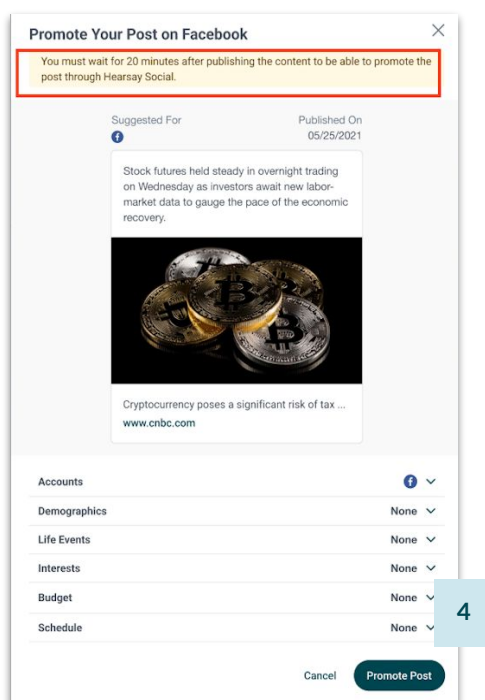 Promote Your Post on Facebook
You must wait for 20 minutes after publishing the content to be able to promote the
post through Hearsay Social.
Suggested For Published On
05/25/2021
Stock futures held steady in overnight trading
on Wednesday as investors await new labor-
market data to gauge the pace of the economic
recovery.
Cryptocurrency poses a significant risk of tax ...
www.cnbc.com
Accounts
Demographics None
Life Events None
Interests None
Budget None
Schedule None
4
Cancel Promote Post